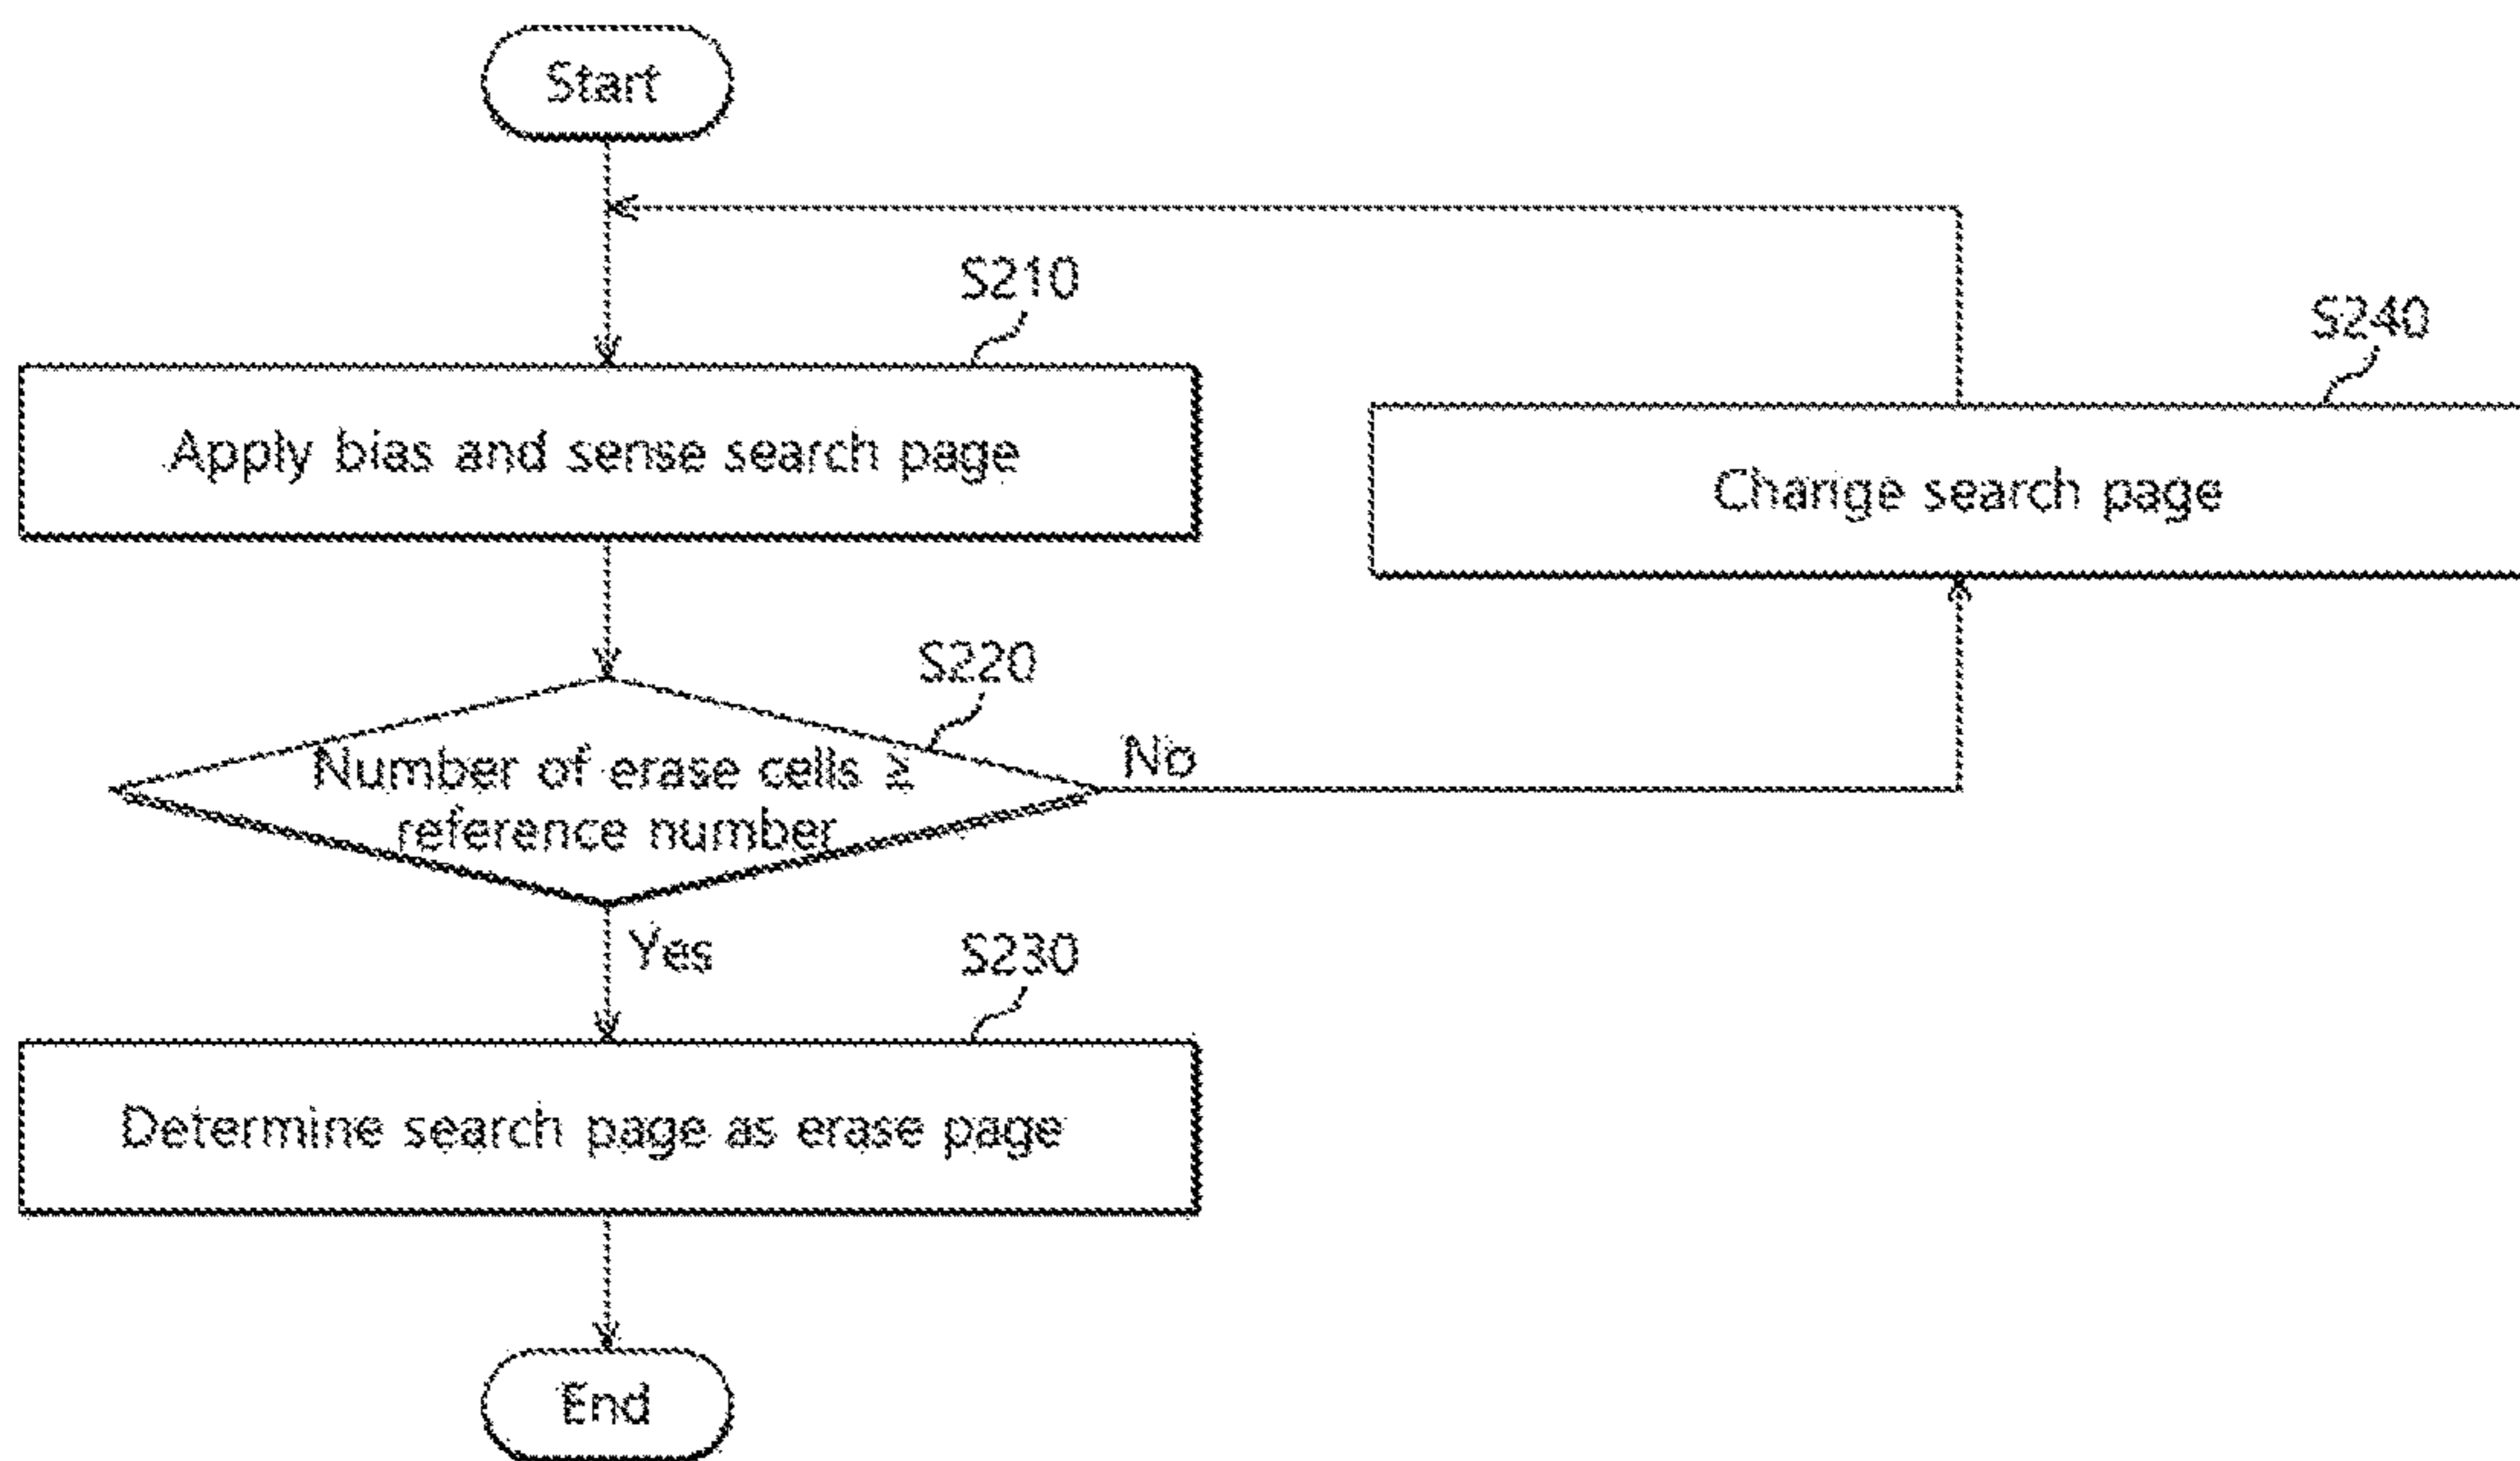 Start
S210
Apply bias and sense search page
S240
Change search page
S220
Number of erase cells ≥
reference number
No
Yes
S230
Determine search page as erase page
End